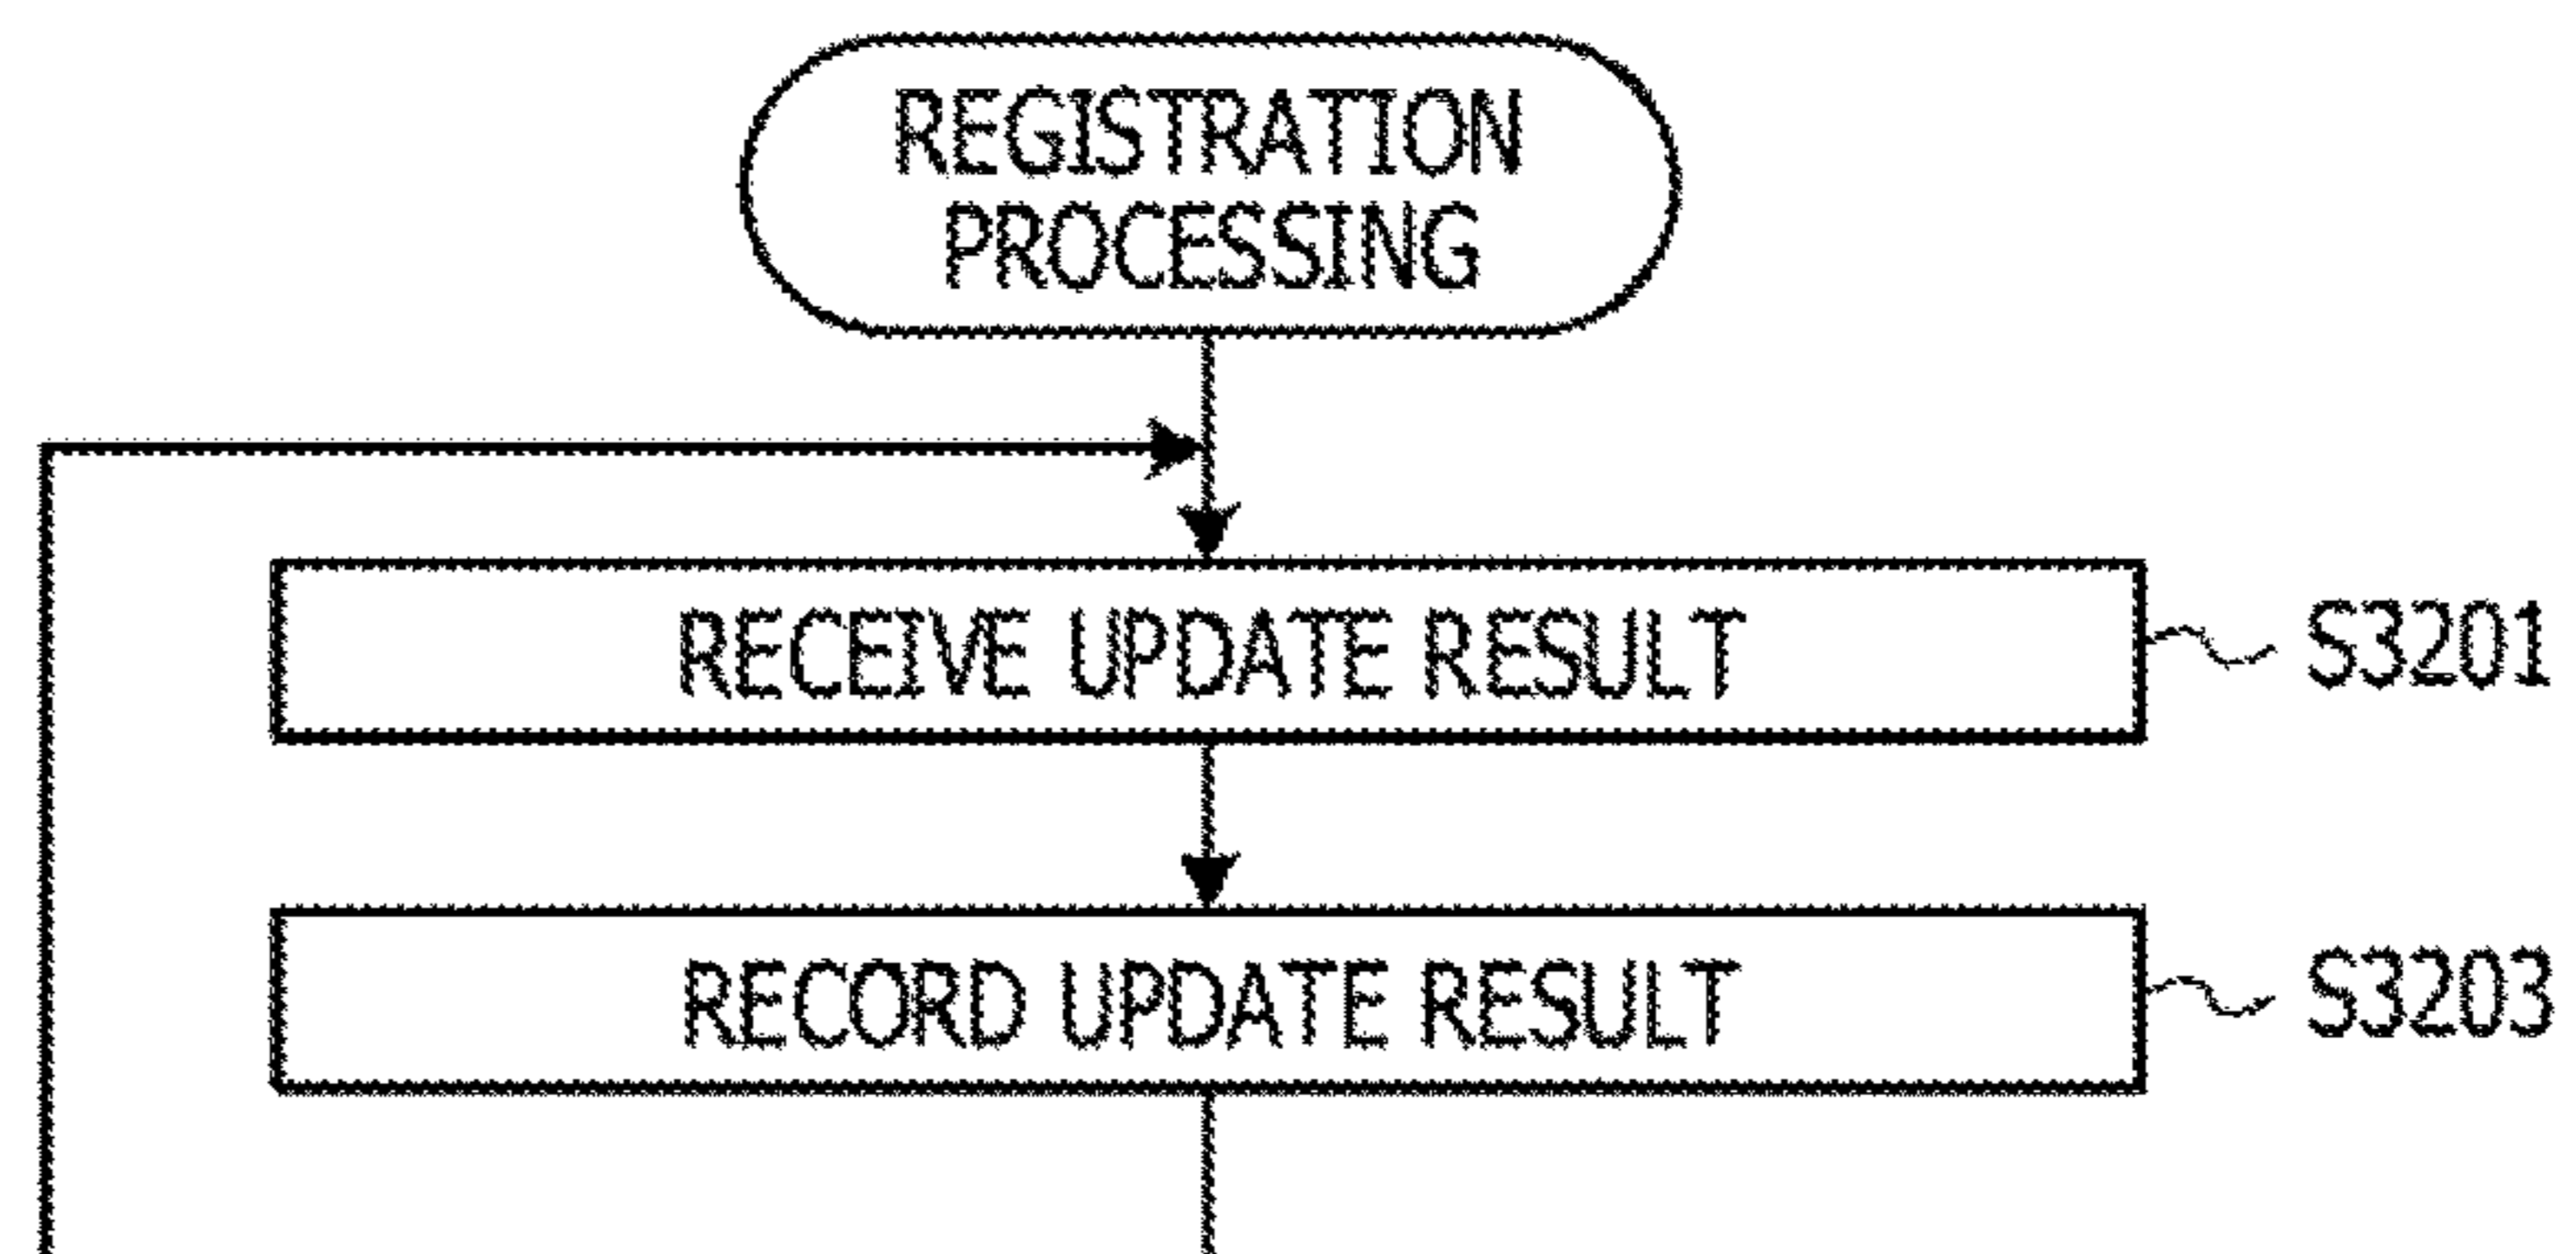 REGISTRATION
PROCESSING
RECEIVE UPDATE RESULT
S3201
RECORD UPDATE RESULT
S3203